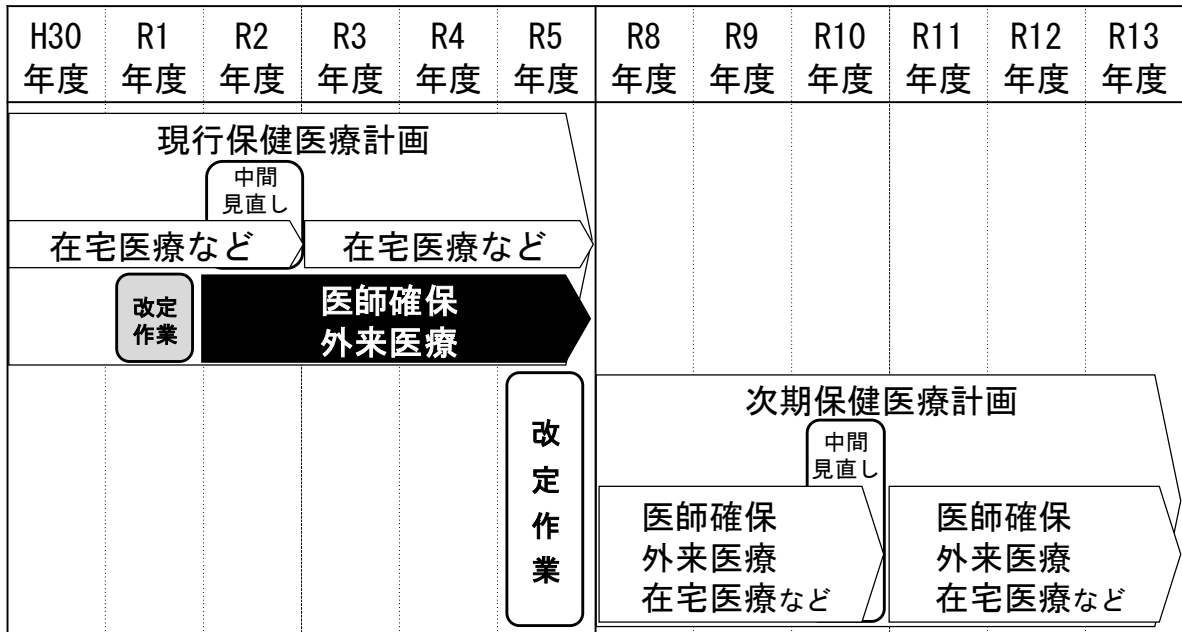 H30 R1 R2 R3 R4 R5 R8 R9 R10 R11 R12 R13
年度 年度 年度 年度 年度 年度 年度 年度 年度 年度 年度 年度
現行保健医療計画
中間
見直し
在宅医療など 在宅医療など
改定
作業
医師確保
外来医療
改定作業
次期保健医療計画
中間
見直し
医師確保
外来医療
在宅医療など
医師確保
外来医療
在宅医療など